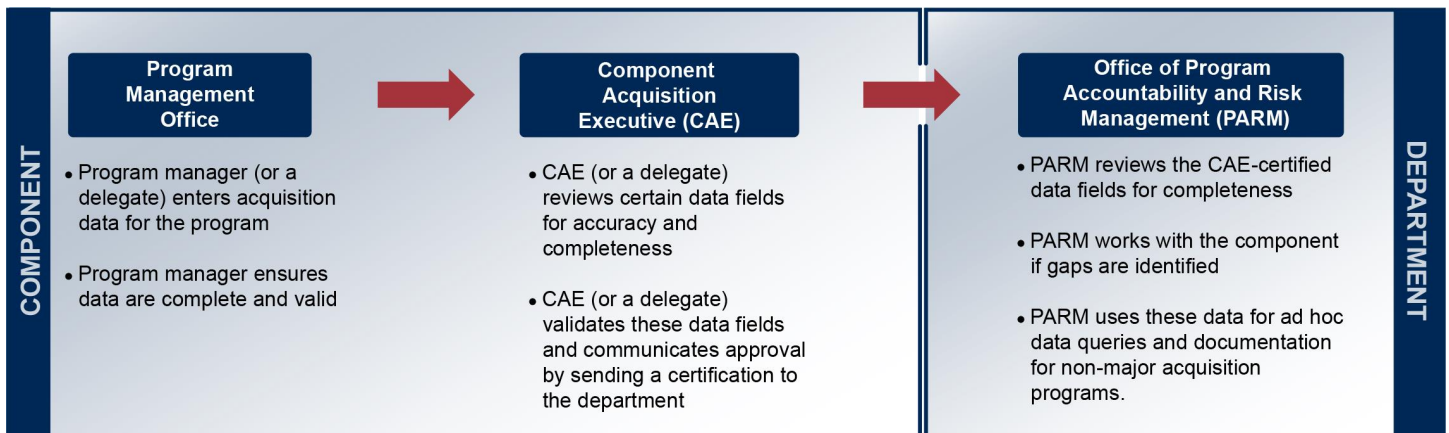 COMPONENT
Program
Management
Office
• Program manager (or a
delegate) enters acquisition
data for the program
• Program manager ensures
data are complete and valid
Component
Acquisition
Executive (CAE)
• CAE (or a delegate)
reviews certain data fields
for accuracy and
completeness
• CAE (or a delegate)
validates these data fields
and communicates approval
by sending a certification to
the department
Office of Program
Accountability and Risk
Management (PARM)
• PARM reviews the CAE-certified
data fields for completeness
• PARM works with the component
if gaps are identified
• PARM uses these data for ad hoc
data queries and documentation
for non-major acquisition
programs.
DEPARTMENT